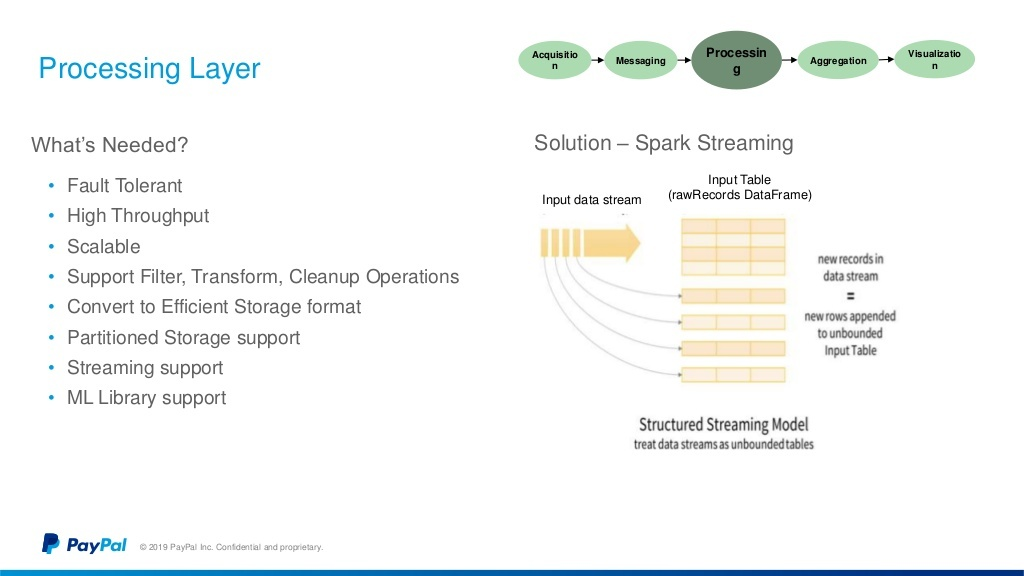 Processing Layer
Acquisitio
n
Messaging
Processin
g
Aggregation
Visualizatio
n
What’s Needed?
• Fault Tolerant
• High Throughput
• Scalable
• Support Filter, Transform, Cleanup Operations
• Convert to Efficient Storage format
• Partitioned Storage support
• Streaming support
• ML Library support
Solution – Spark Streaming
Input data stream
Input Table
(rawRecords DataFrame)
new records in
data stream
=
new rows appended
to unbounded
Input Table
Structured Streaming Model
treat data streams as unbounded tables
PayPal
© 2019 PayPal Inc. Confidential and proprietary.